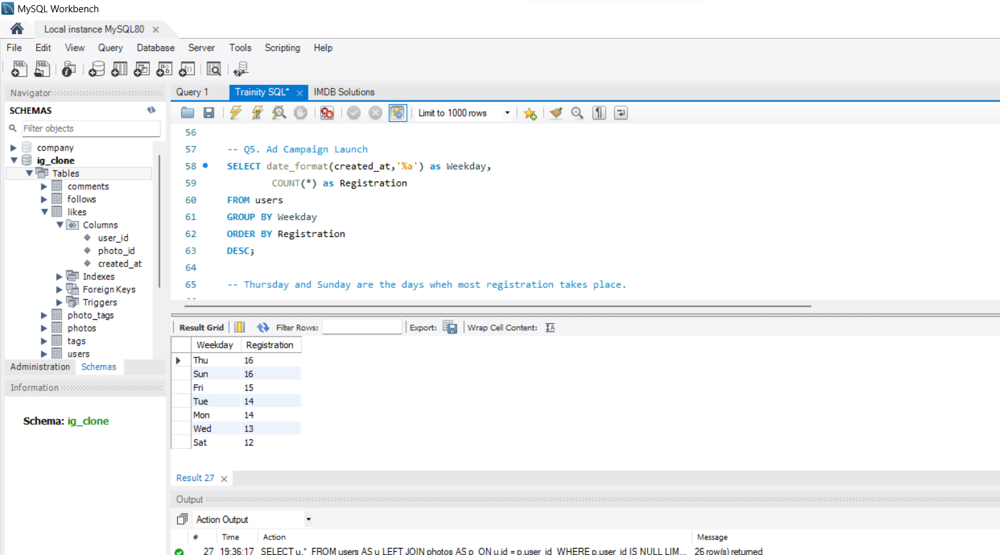 MySQL Workbench
Local instance MySQL80
File Edit View Query Database Server Tools Scripting Help
Navigator
SCHEMAS
Filter objects
company
ig_clone
Tables
comments
follows
likes
Columns
user_id
photo_id
created_at
Indexes
Foreign Keys
Triggers
photo_tags
photos
tags
users
Administration Schemas
Information
Schema: ig_clone
Query 1 Trainity SQL* IMDB Solutions
Limit to 1000 rows
56
57 -- Q5. Ad Campaign Launch
58 SELECT date_format(created_at,'%a') as Weekday,
59 COUNT(*) as Registration
60 FROM users
61 GROUP BY Weekday
62 ORDER BY Registration
63 DESC;
64
65 -- Thursday and Sunday are the days wheh most registration takes place.
Result Grid Filter Rows: Export: Wrap Cell Content:
Weekday Registration
Thu 16
Sun 16
Fri 15
Tue 14
Mon 14
Wed 13
Sat 12
Result 27
Output
Action Output
# Time Action Message
27 19:36:17 SELECT u.* FROM users AS u LEFT JOIN photos AS p ON u.id = p.user_id WHERE p.user_id IS NULL LIM... 26 row(s) returned